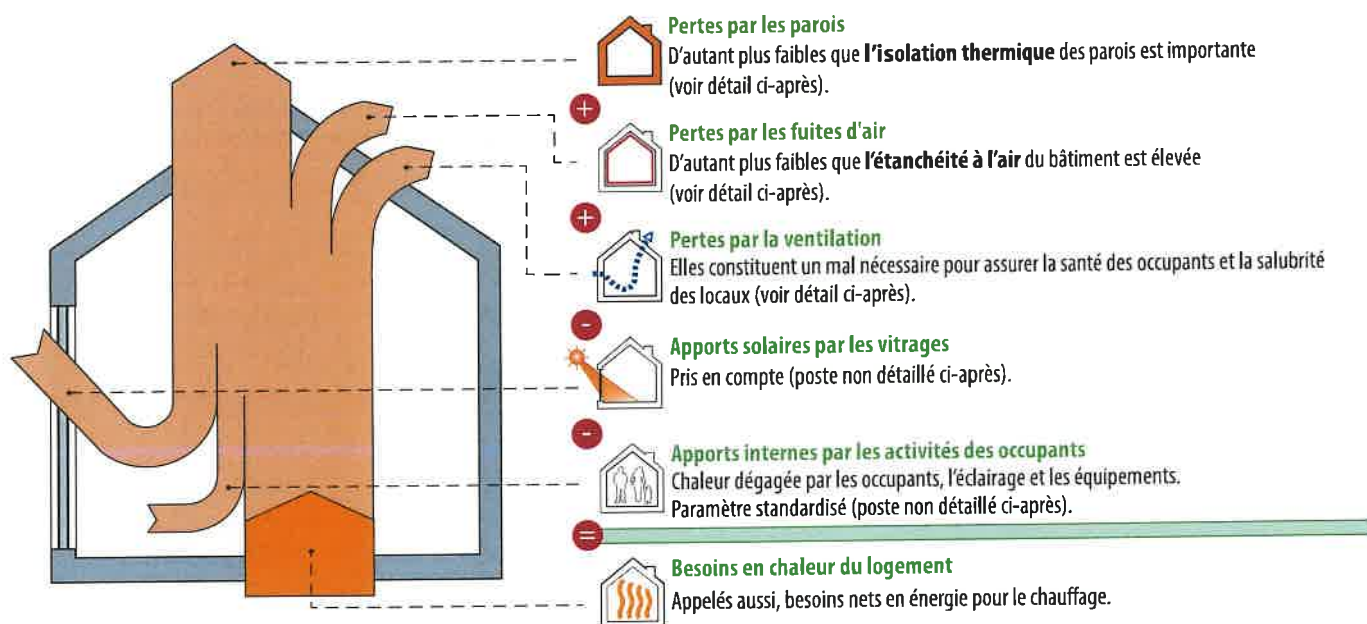 Pertes par les parois
D'autant plus faibles que l'isolation thermique des parois est importante
(voir détail ci-après).
+
Pertes par les fuites d'air
D'autant plus faibles que l'étanchéité à l'air du bâtiment est élevée
(voir détail ci-après).
+
Pertes par la ventilation
Elles constituent un mal nécessaire pour assurer la santé des occupants et la salubrité
des locaux (voir détail ci-après).
-
Apports solaires par les vitrages
Pris en compte (poste non détaillé ci-après).
-
Apports internes par les activités des occupants
Chaleur dégagée par les occupants, l'éclairage et les équipements.
Paramètre standardisé (poste non détaillé ci-après).
=
Besoins en chaleur du logement
Appelés aussi, besoins nets en énergie pour le chauffage.